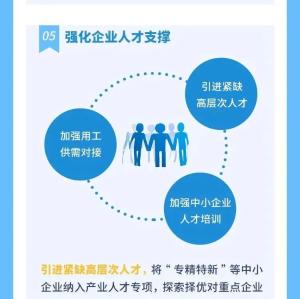 05 强化企业人才支撑
引进紧缺
高层次人才
加强用工
供需对接
加强中小企业
人才培训
引进紧缺高层次人才，将“专精特新”等中
小企业纳入产业人才专项，探索择优对重点企业